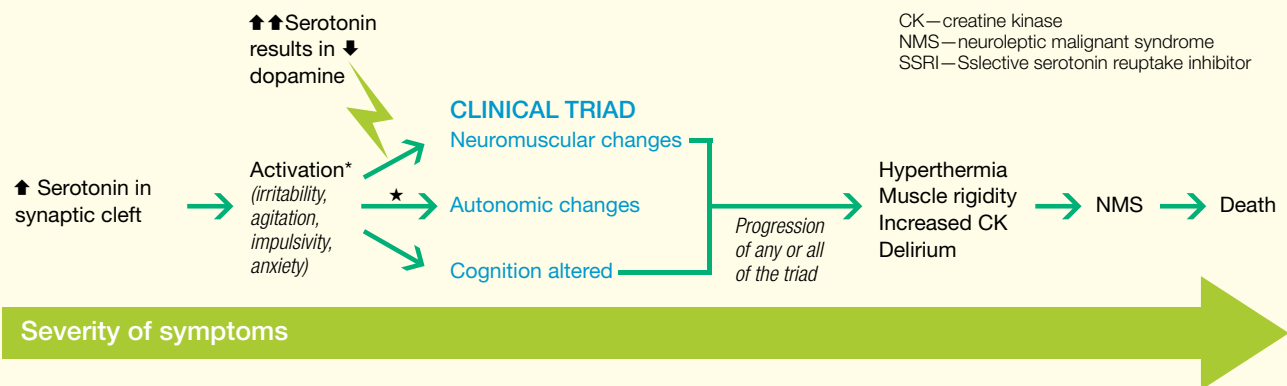 ⬆⬆Serotonin
results in ⬇
dopamine
CK—creatine kinase
NMS—neuroleptic malignant syndrome
SSRI—Sslective serotonin reuptake inhibitor
⬆ Serotonin in
synaptic cleft
Activation*
(irritability,
agitation,
impulsivity,
anxiety)
★
CLINICAL TRIAD
Neuromuscular changes
Autonomic changes
Cognition altered
Progression
of any or all
of the triad
Hyperthermia
Muscle rigidity
Increased CK
Delirium
NMS
Death
Severity of symptoms